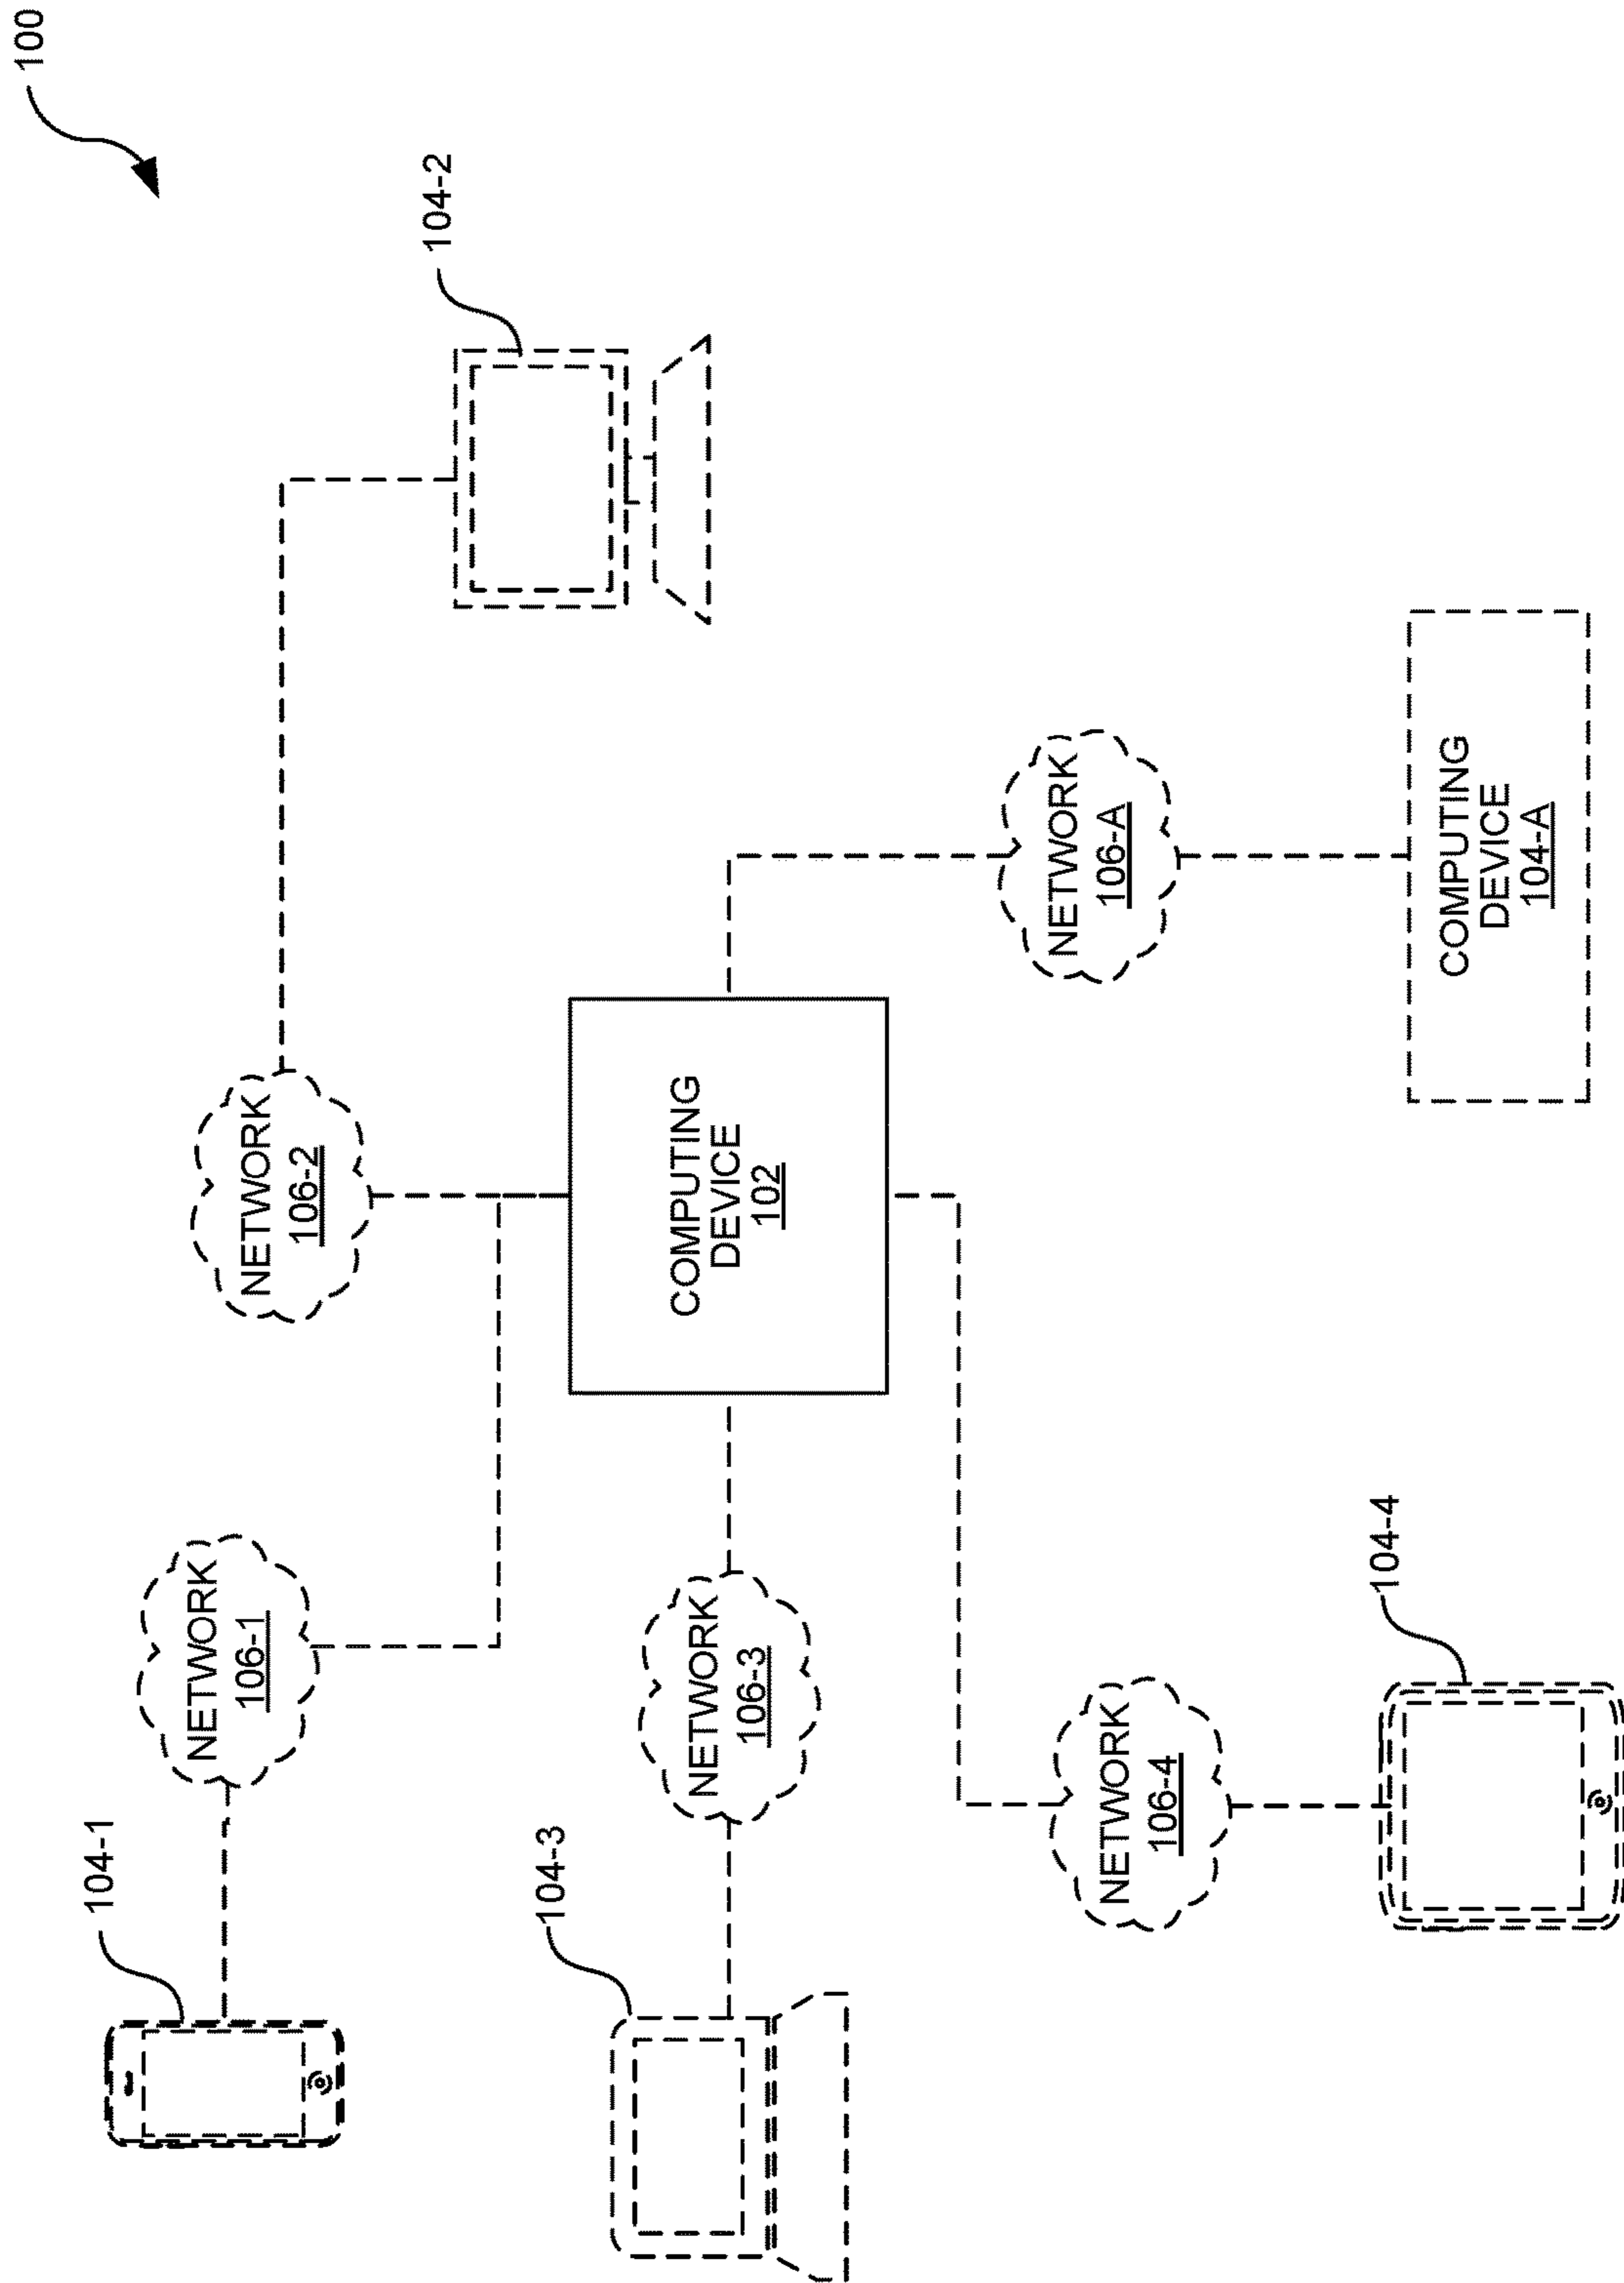 100
104-1
NETWORK
106-1
NETWORK
106-2
104-2
104-3
NETWORK
106-3
COMPUTING
DEVICE
102
NETWORK
106-A
NETWORK
106-4
104-4
COMPUTING
DEVICE
104-A